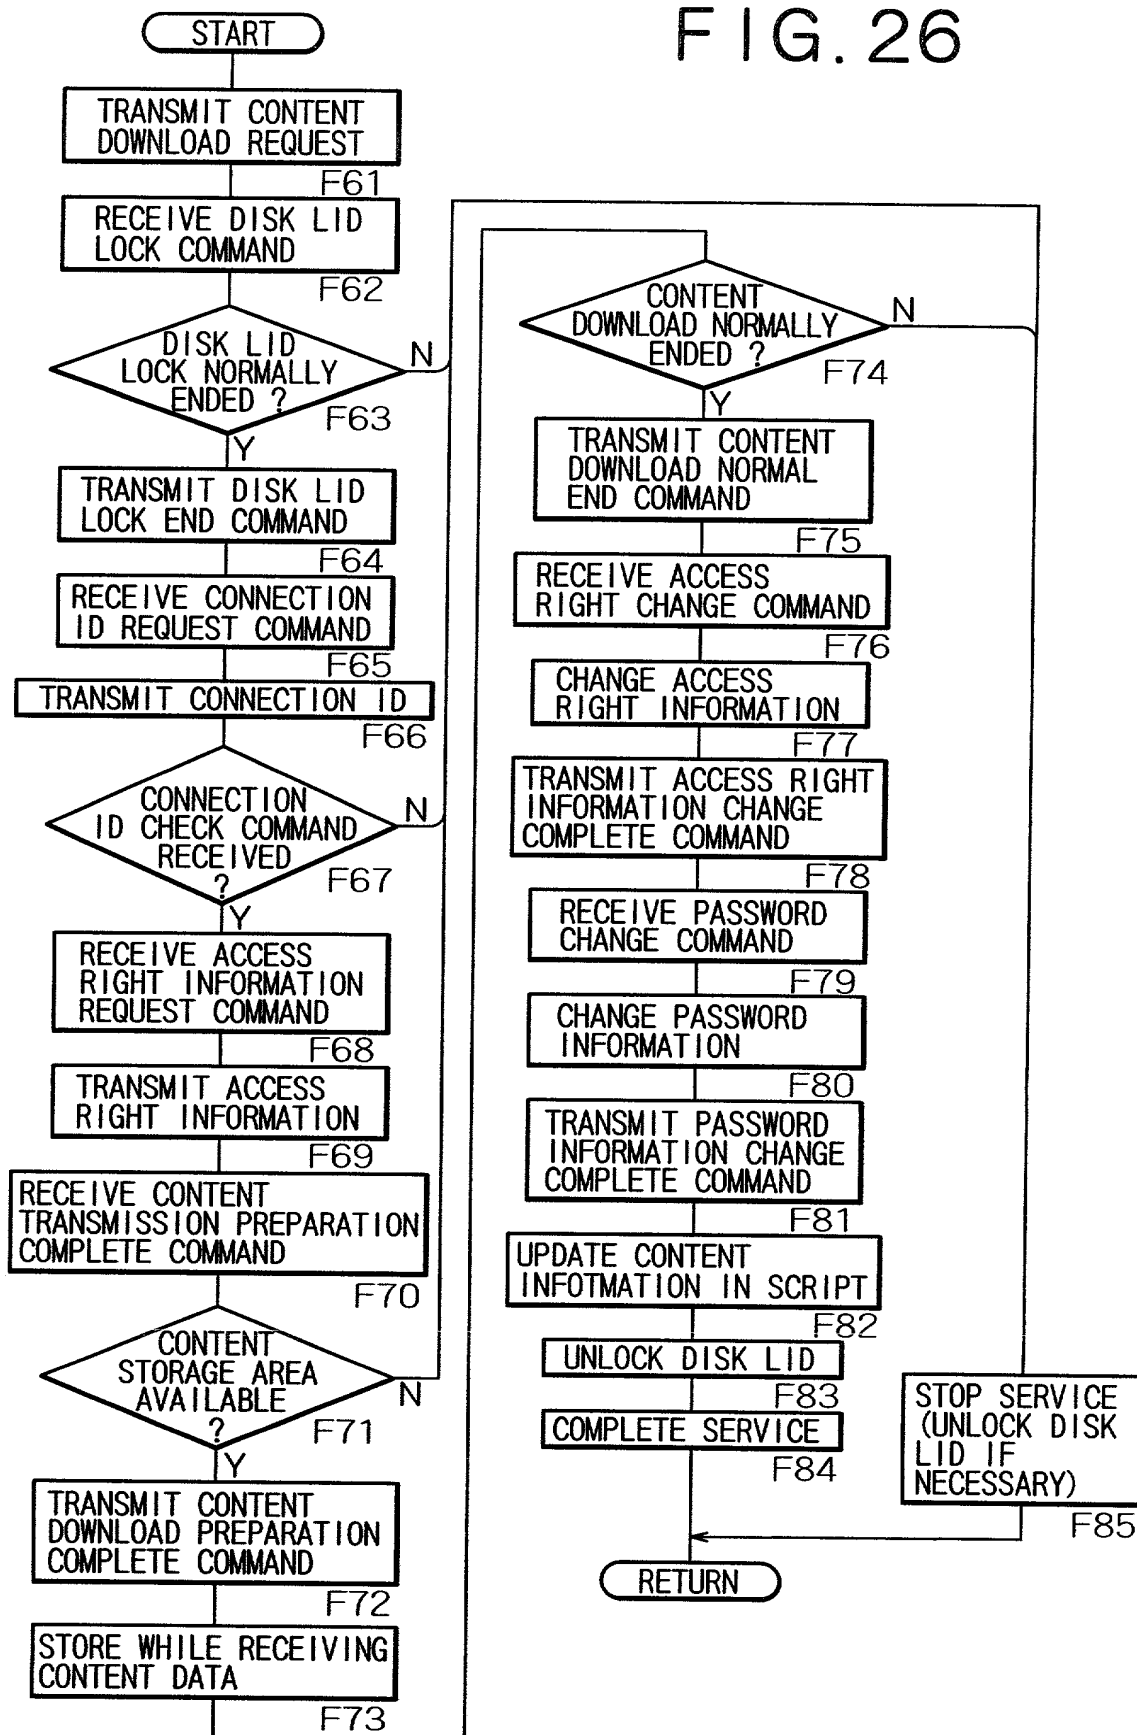 FIG. 26
START
TRANSMIT CONTENT
DOWNLOAD REQUEST
F61
RECEIVE DISK LID
LOCK COMMAND
F62
DISK LID
LOCK NORMALLY
ENDED ?
N
F63
Y
TRANSMIT DISK LID
LOCK END COMMAND
F64
RECEIVE CONNECTION
ID REQUEST COMMAND
F65
TRANSMIT CONNECTION ID
F66
CONNECTION
ID CHECK COMMAND
RECEIVED
?
N
F67
Y
RECEIVE ACCESS
RIGHT INFORMATION
REQUEST COMMAND
F68
TRANSMIT ACCESS
RIGHT INFORMATION
F69
RECEIVE CONTENT
TRANSMISSION PREPARATION
COMPLETE COMMAND
F70
CONTENT
STORAGE AREA
AVAILABLE
?
N
F71
Y
TRANSMIT CONTENT
DOWNLOAD PREPARATION
COMPLETE COMMAND
F72
STORE WHILE RECEIVING
CONTENT DATA
F73
CONTENT
DOWNLOAD NORMALLY
ENDED ?
N
F74
Y
TRANSMIT CONTENT
DOWNLOAD NORMAL
END COMMAND
F75
RECEIVE ACCESS
RIGHT CHANGE COMMAND
F76
CHANGE ACCESS
RIGHT INFORMATION
F77
TRANSMIT ACCESS RIGHT
INFORMATION CHANGE
COMPLETE COMMAND
F78
RECEIVE PASSWORD
CHANGE COMMAND
F79
CHANGE PASSWORD
INFORMATION
F80
TRANSMIT PASSWORD
INFORMATION CHANGE
COMPLETE COMMAND
F81
UPDATE CONTENT
INFOTMATION IN SCRIPT
F82
UNLOCK DISK LID
F83
COMPLETE SERVICE
F84
STOP SERVICE
(UNLOCK DISK
LID IF
NECESSARY)
F85
RETURN